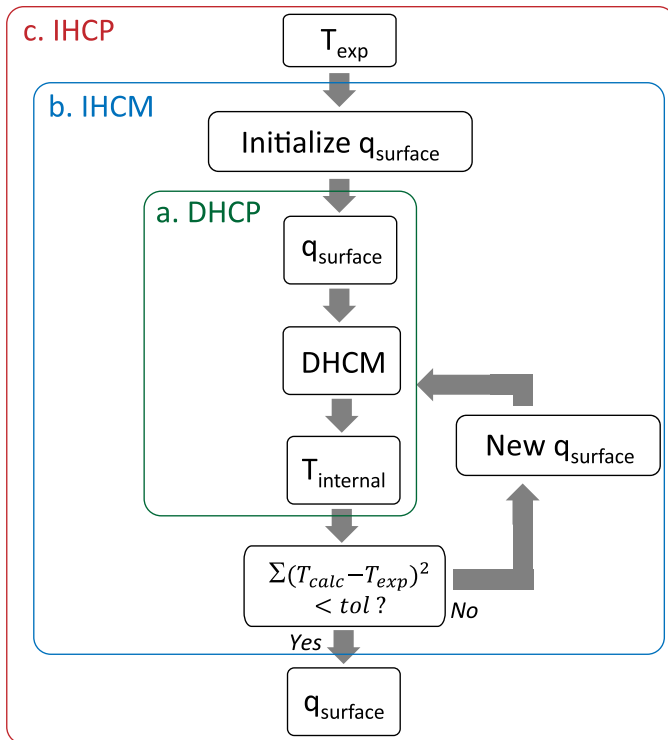 c. IHCP
T_exp
b. IHCM
Initialize q_surface
a. DHCP
q_surface
DHCM
New q_surface
T_internal
Σ(T_calc−T_exp)²
< tol ?
No
Yes
q_surface